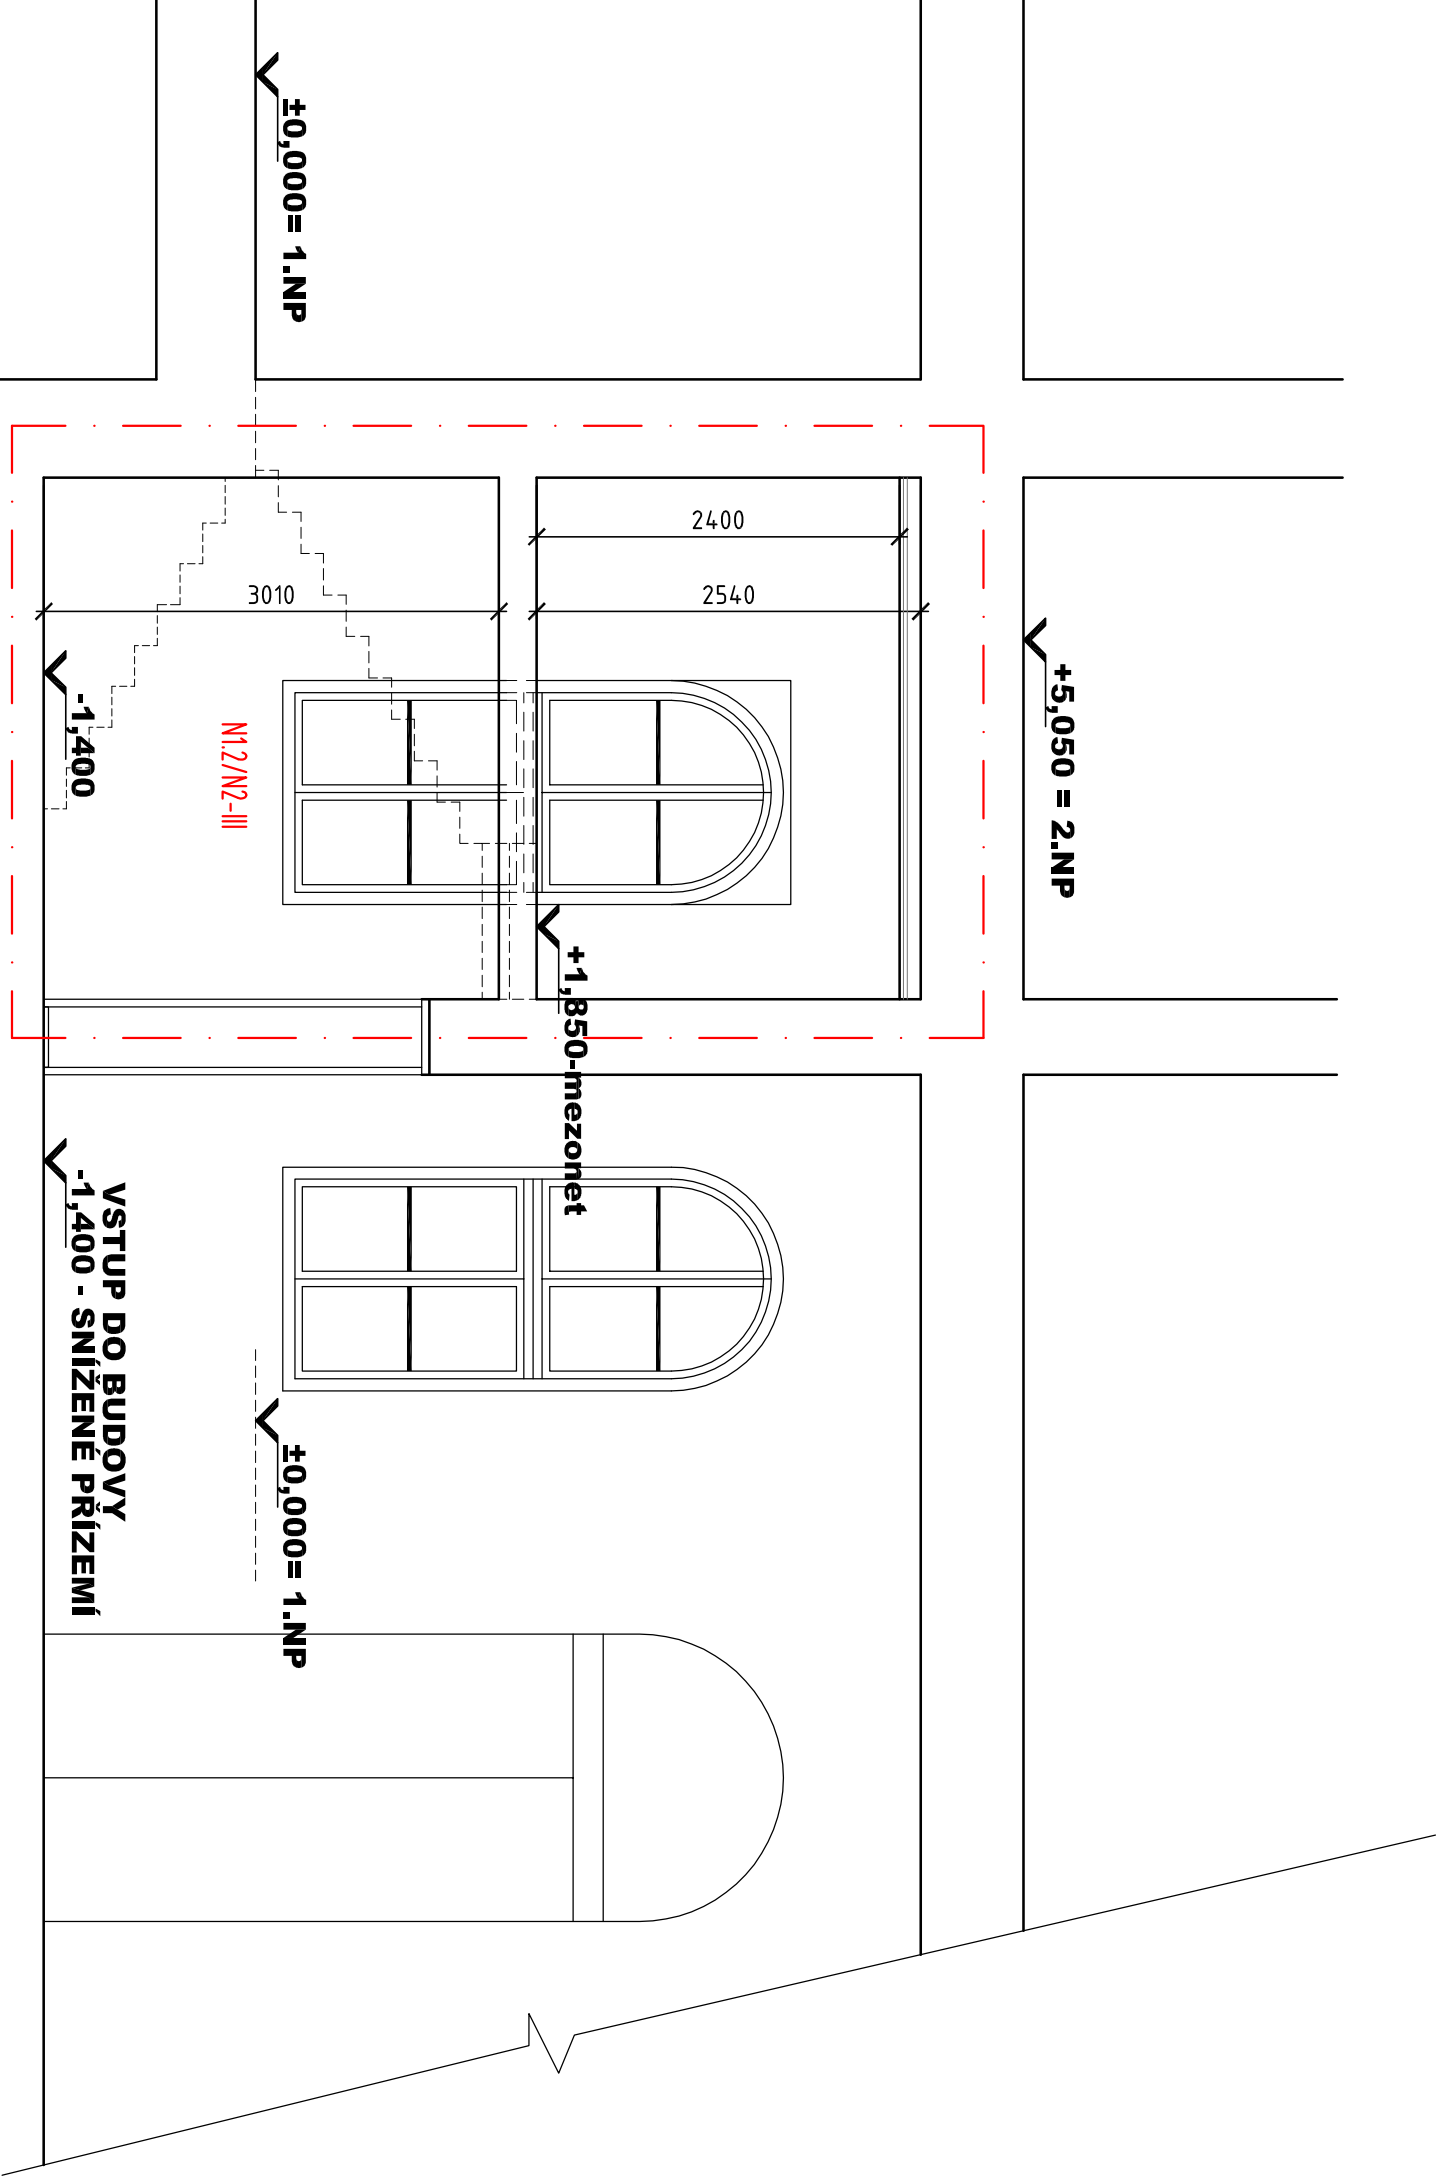 +5,050 = 2.NP
2400
2540
3010
+1,850-mezonet
±0,000= 1.NP
±0,000= 1.NP
N1.2/N2-III
-1,400
VSTUP DO BUDOVY
-1,400 - SNÍŽENÉ PŘÍZEMÍ